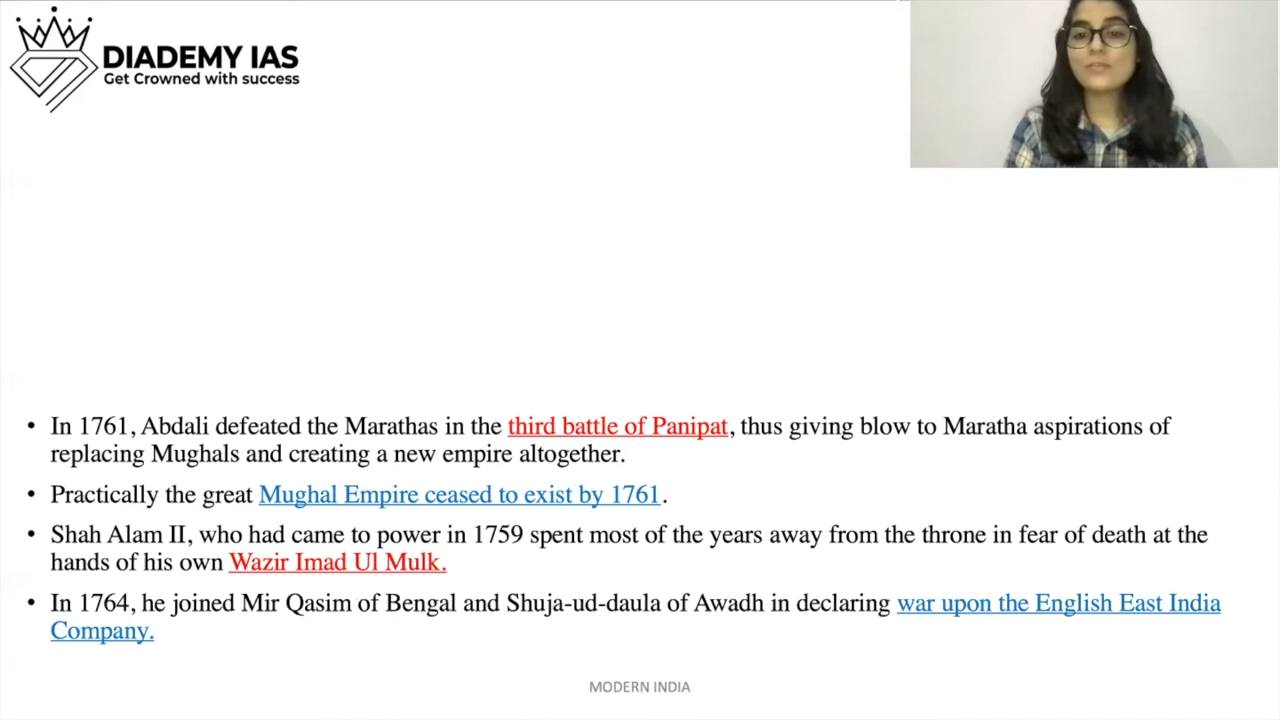 DIADEMY IAS
Get Crowned with success
• In 1761, Abdali defeated the Marathas in the third battle of Panipat, thus giving blow to Maratha aspirations of
replacing Mughals and creating a new empire altogether.
• Practically the great Mughal Empire ceased to exist by 1761.
• Shah Alam II, who had came to power in 1759 spent most of the years away from the throne in fear of death at the
hands of his own Wazir Imad Ul Mulk.
• In 1764, he joined Mir Qasim of Bengal and Shuja-ud-daula of Awadh in declaring war upon the English East India
Company.
MODERN INDIA